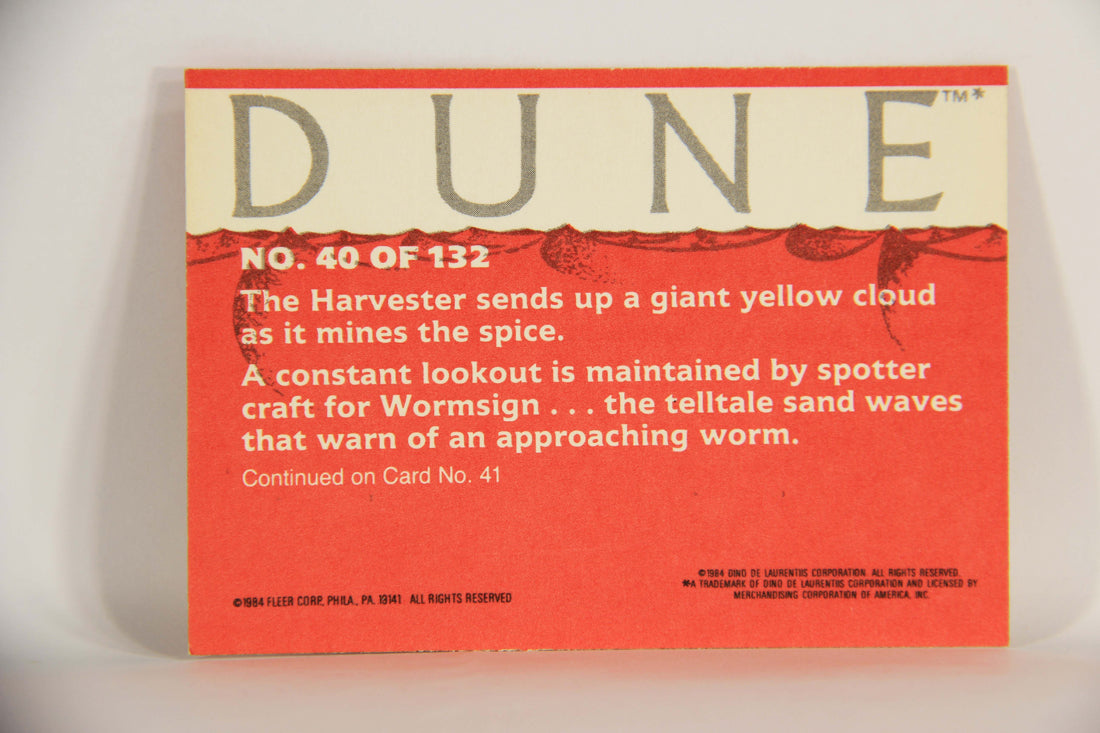 DUNE™*
NO. 40 OF 132
The Harvester sends up a giant yellow cloud
as it mines the spice.
A constant lookout is maintained by spotter
craft for Wormsign . . . the telltale sand waves
that warn of an approaching worm.
Continued on Card No. 41
©1984 FLEER CORP., PHILA., PA. 19141 ALL RIGHTS RESERVED
©1984 DINO DE LAURENTIIS CORPORATION. ALL RIGHTS RESERVED.
*A TRADEMARK OF DINO DE LAURENTIIS CORPORATION AND LICENSED BY
MERCHANDISING CORPORATION OF AMERICA, INC.